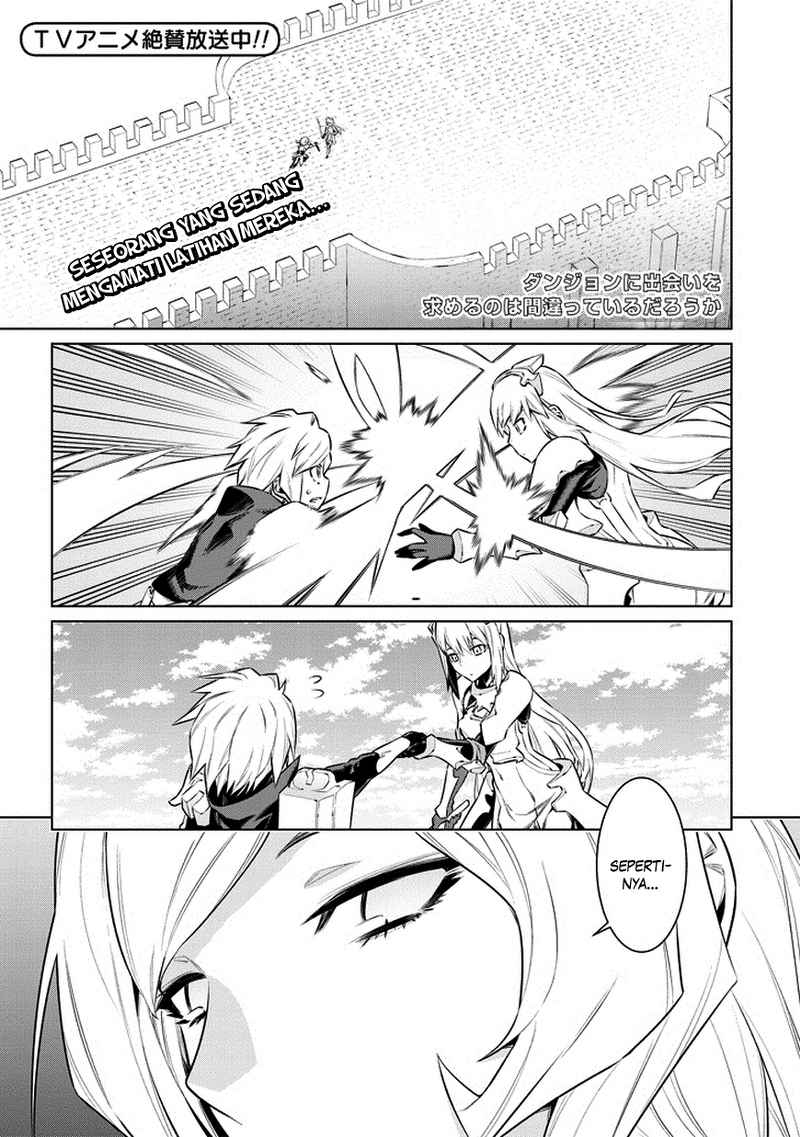 TVアニメ絶賛放送中!!
SESEORANG YANG SEDANG
MENGAMATI LATIHAN MEREKA...
ダンジョンに出会いを
求めるのは間違っているだろうか
SEPERTI-
NYA...